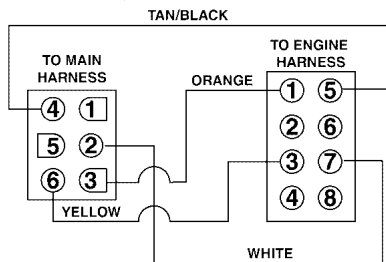 TAN/BLACK
TO MAIN
HARNESS
TO ENGINE
HARNESS
ORANGE
4 1
5 2
6 3
1 5
2 6
3 7
4 8
YELLOW
WHITE